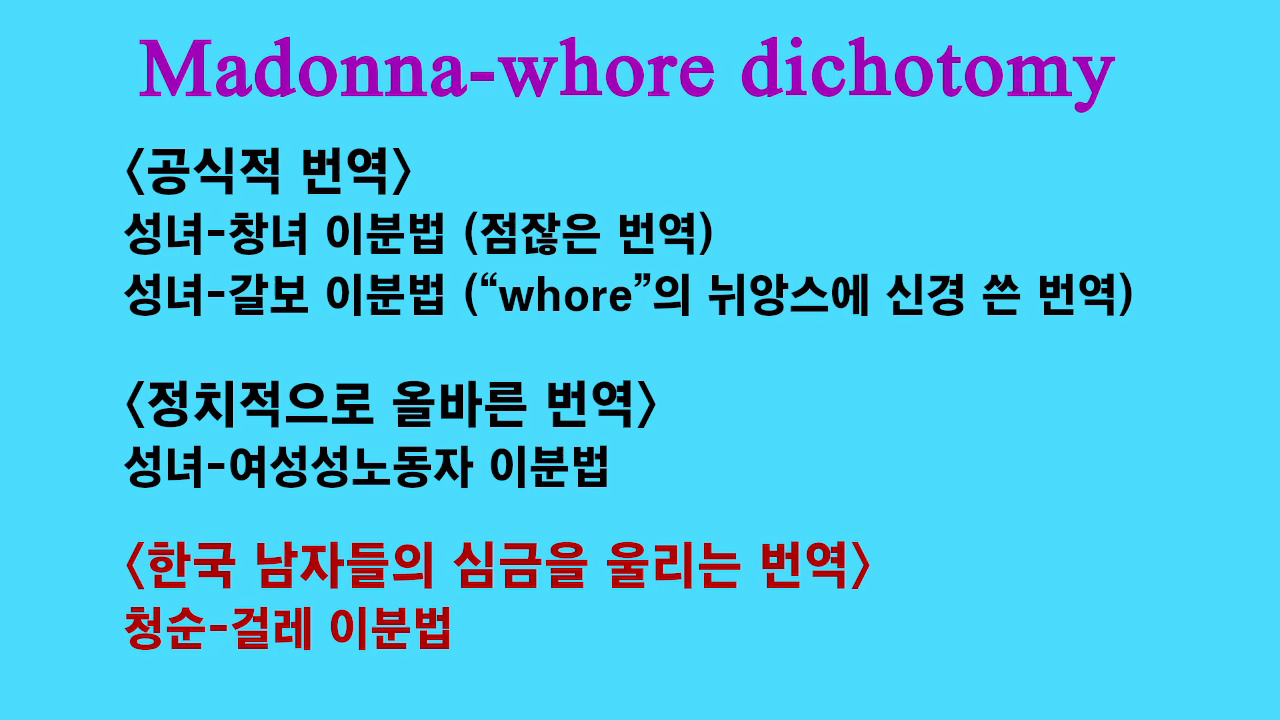 Madonna-whore dichotomy
〈공식적 번역〉
성녀-창녀 이분법 (점잖은 번역)
성녀-갈보 이분법 (“whore”의 뉘앙스에 신경 쓴 번역)
〈정치적으로 올바른 번역〉
성녀-여성성노동자 이분법
〈한국 남자들의 심금을 울리는 번역〉
청순-걸레 이분법